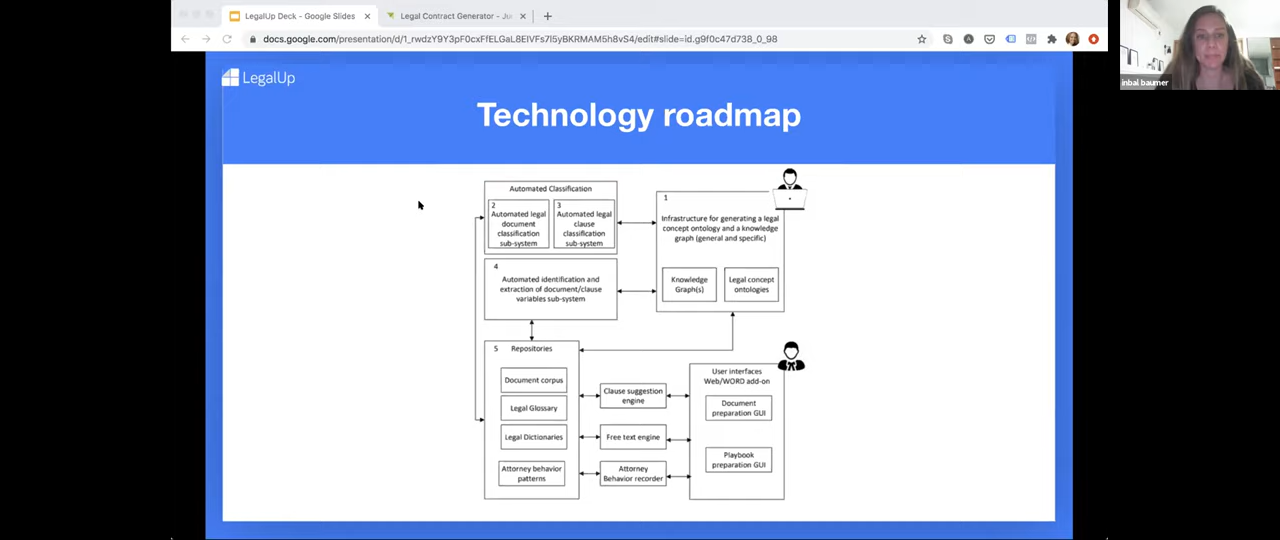 LegalUp Deck - Google Slides
Legal Contract Generator - Ju
docs.google.com/presentation/d/1_rwdzY9Y3pF0cxFfELGaL8EIVFs7I5yBKRMAM5h8vS4/edit#slide=id.g9f0c47d738_0_98
inbal baumer
LegalUp
Technology roadmap
Automated Classification
2
Automated legal
document
classification
sub-system
3
Automated legal
clause
classification
sub-system
1
Infrastructure for generating a legal
concept ontology and a knowledge
graph (general and specific)
Knowledge
Graph(s)
Legal concept
ontologies
4
Automated identification and
extraction of document/clause
variables sub-system
5 Repositories
Document corpus
Legal Glossary
Legal Dictionaries
Attorney behavior
patterns
Clause suggestion
engine
Free text engine
Attorney
Behavior recorder
User interfaces
Web/WORD add-on
Document
preparation GUI
Playbook
preparation GUI